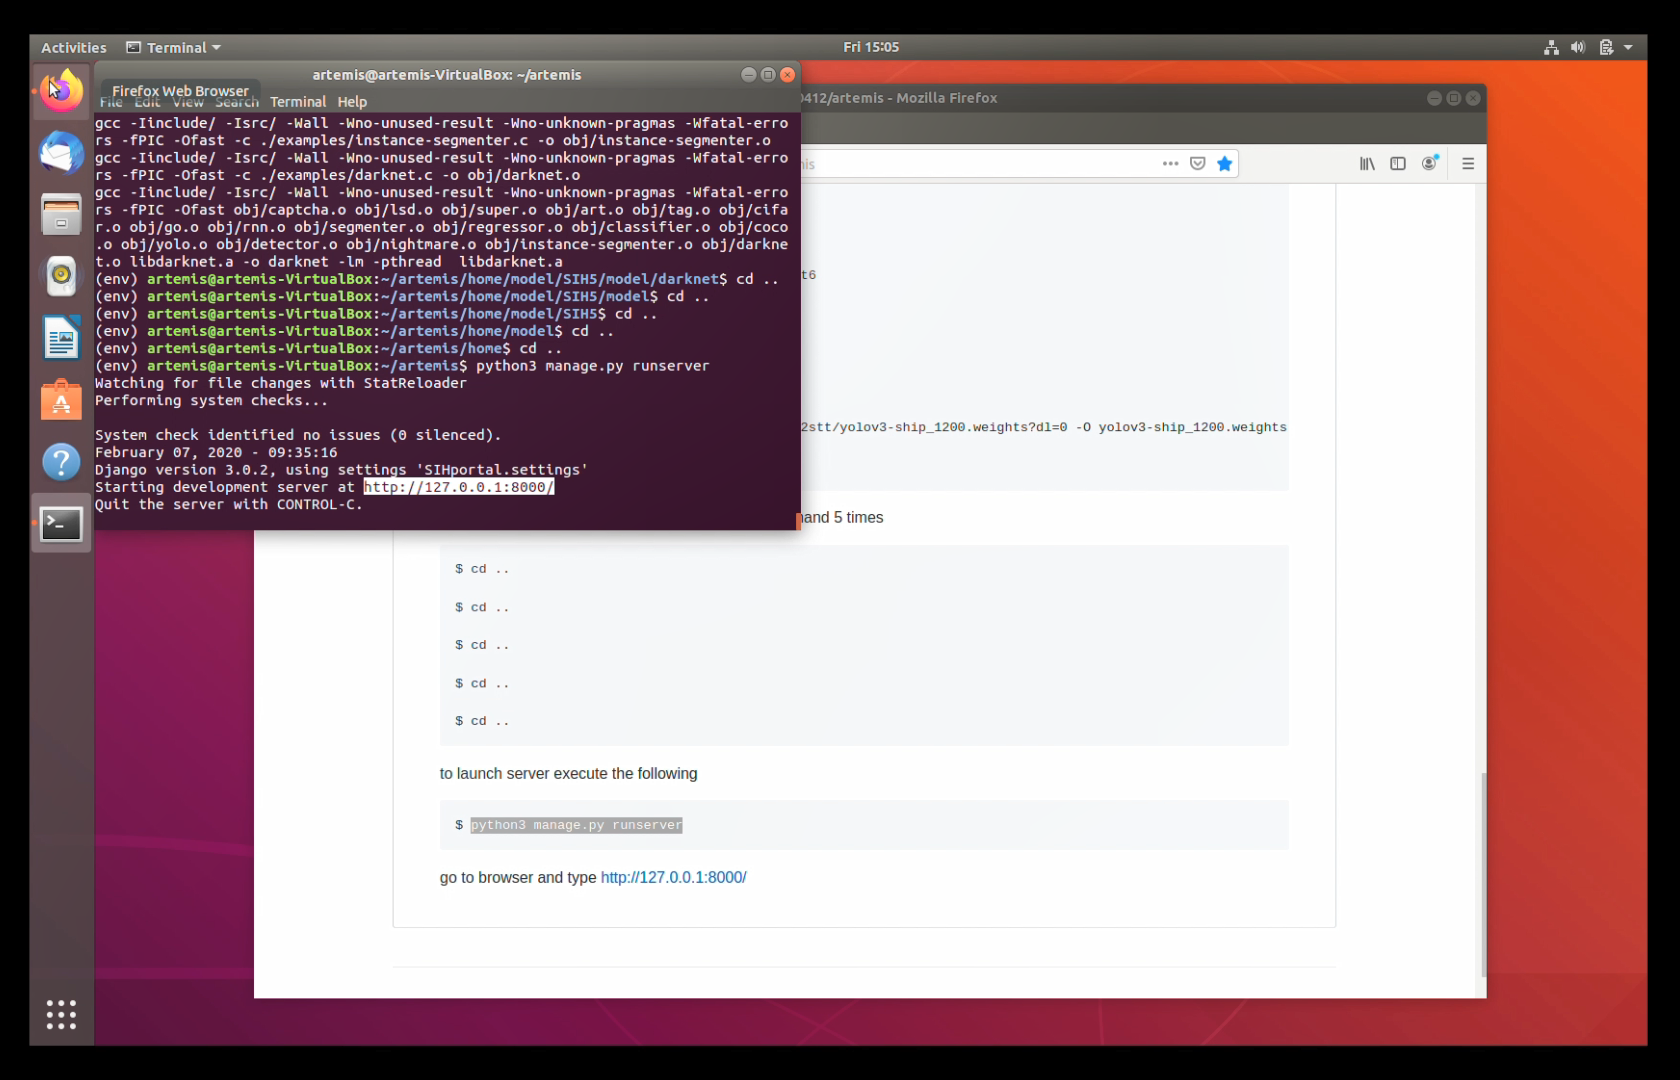 Activities
Terminal
Fri 15:05
artemis@artemis-VirtualBox: ~/artemis
Firefox Web Browser
File Edit View Search Terminal Help
gcc -Iinclude/ -Isrc/ -Wall -Wno-unused-result -Wno-unknown-pragmas -Wfatal-erro
rs -fPIC -Ofast -c ./examples/instance-segmenter.c -o obj/instance-segmenter.o
gcc -Iinclude/ -Isrc/ -Wall -Wno-unused-result -Wno-unknown-pragmas -Wfatal-erro
rs -fPIC -Ofast -c ./examples/darknet.c -o obj/darknet.o
gcc -Iinclude/ -Isrc/ -Wall -Wno-unused-result -Wno-unknown-pragmas -Wfatal-erro
rs -fPIC -Ofast obj/captcha.o obj/lsd.o obj/super.o obj/art.o obj/tag.o obj/cifa
r.o obj/go.o obj/rnn.o obj/segmenter.o obj/regressor.o obj/classifier.o obj/coco
.o obj/yolo.o obj/detector.o obj/nightmare.o obj/instance-segmenter.o obj/darkne
t.o libdarknet.a -o darknet -lm -pthread  libdarknet.a
(env) artemis@artemis-VirtualBox:~/artemis/home/model/SIH5/model/darknet$ cd ..
(env) artemis@artemis-VirtualBox:~/artemis/home/model/SIH5/model$ cd ..
(env) artemis@artemis-VirtualBox:~/artemis/home/model/SIH5$ cd ..
(env) artemis@artemis-VirtualBox:~/artemis/home/model$ cd ..
(env) artemis@artemis-VirtualBox:~/artemis/home$ cd ..
(env) artemis@artemis-VirtualBox:~/artemis$ python3 manage.py runserver
Watching for file changes with StatReloader
Performing system checks...
System check identified no issues (0 silenced).
February 07, 2020 - 09:35:16
Django version 3.0.2, using settings 'SIHportal.settings'
Starting development server at http://127.0.0.1:8000/
Quit the server with CONTROL-C.
0412/artemis - Mozilla Firefox
t6
2stt/yolov3-ship_1200.weights?dl=0 -O yolov3-ship_1200.weights
and 5 times
$ cd ..
$ cd ..
$ cd ..
$ cd ..
$ cd ..
to launch server execute the following
$ python3 manage.py runserver
go to browser and type http://127.0.0.1:8000/